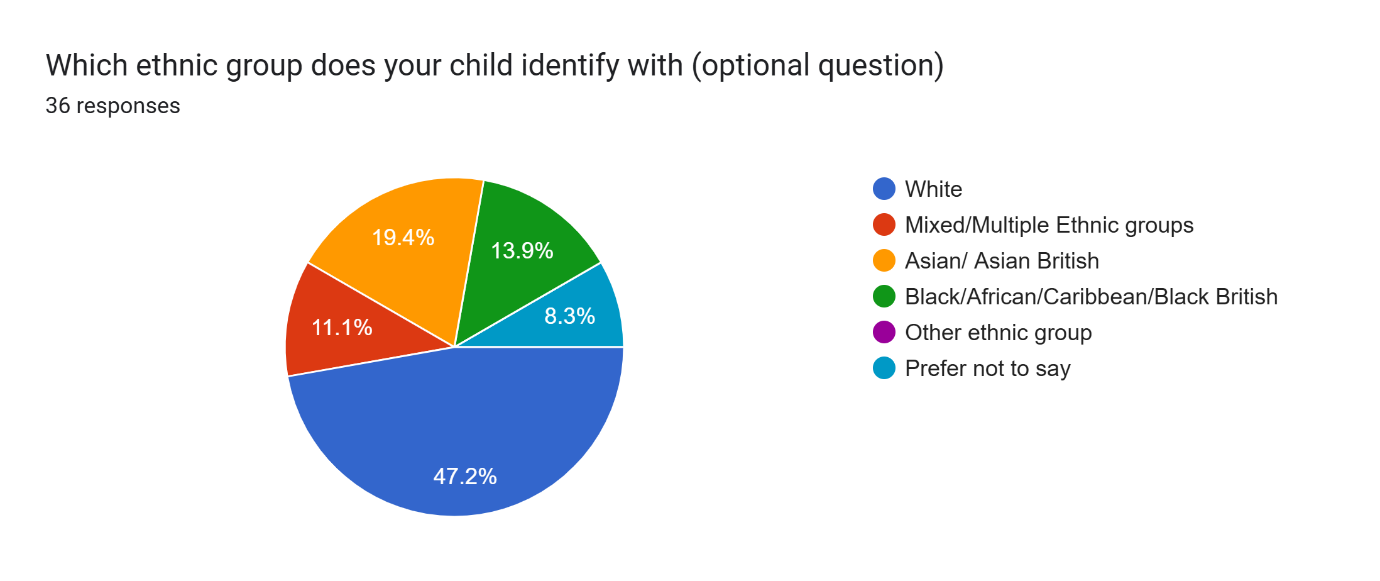 Which ethnic group does your child identify with (optional question)
36 responses
19.4%
13.9%
11.1%
8.3%
47.2%
White
Mixed/Multiple Ethnic groups
Asian/ Asian British
Black/African/Caribbean/Black British
Other ethnic group
Prefer not to say